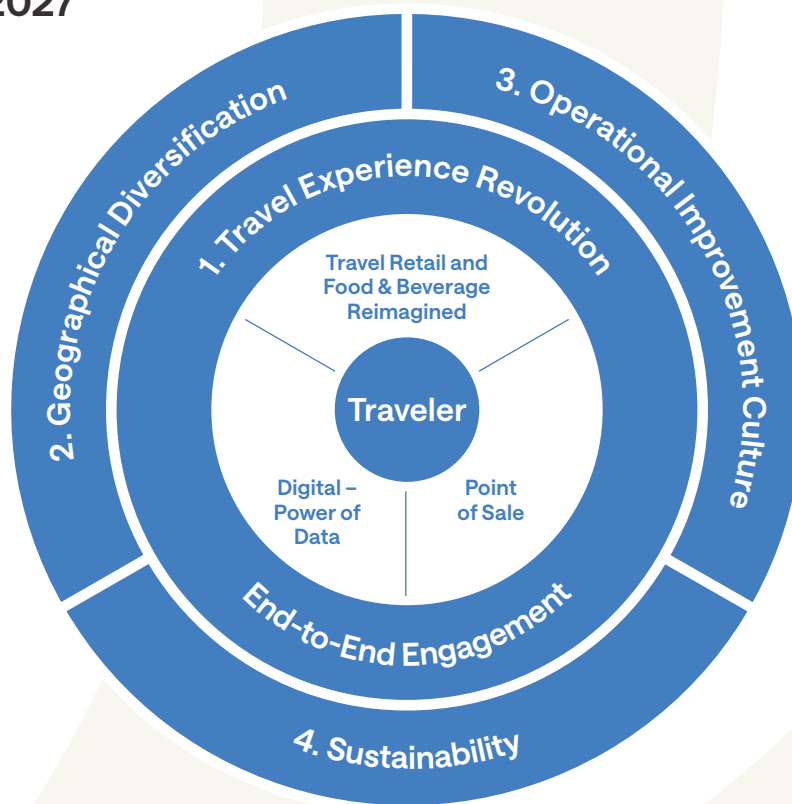 2027
3. Operational Improvement Culture
2. Geographical Diversification
1. Travel Experience Revolution
Travel Retail and
Food & Beverage
Reimagined
Traveler
Digital –
Power of
Data
Point
of Sale
End-to-End Engagement
4. Sustainability